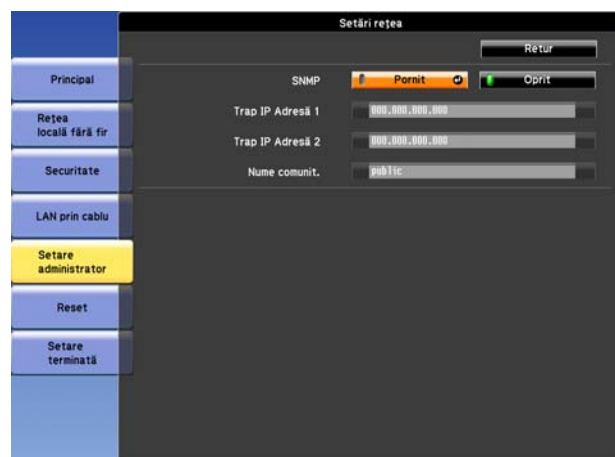 Setări rețea
Retur
Principal
SNMP
Pornit
Oprit
Rețea
locală fără fir
Trap IP Adresă 1
000.000.000.000
Trap IP Adresă 2
000.000.000.000
Securitate
Nume comunit.
public
LAN prin cablu
Setare
administrator
Reset
Setare
terminată